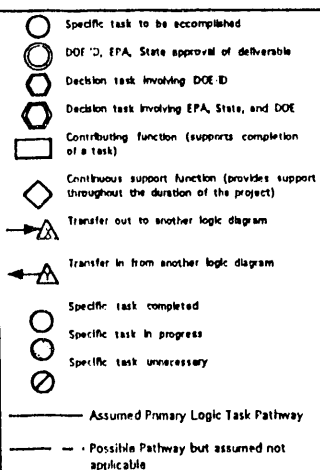 Specific task to be accomplished
DOE-ID, EPA, State approval of deliverable
Decision task involving DOE-ID
Decision task involving EPA, State, and DOE
Contributing function (supports completion
of a task)
Continuous support function (provides support
throughout the duration of the project)
Transfer out to another logic diagram
Transfer in from another logic diagram
Specific task completed
Specific task in progress
Specific task unnecessary
Assumed Primary Logic Task Pathway
Possible Pathway but assumed not
applicable